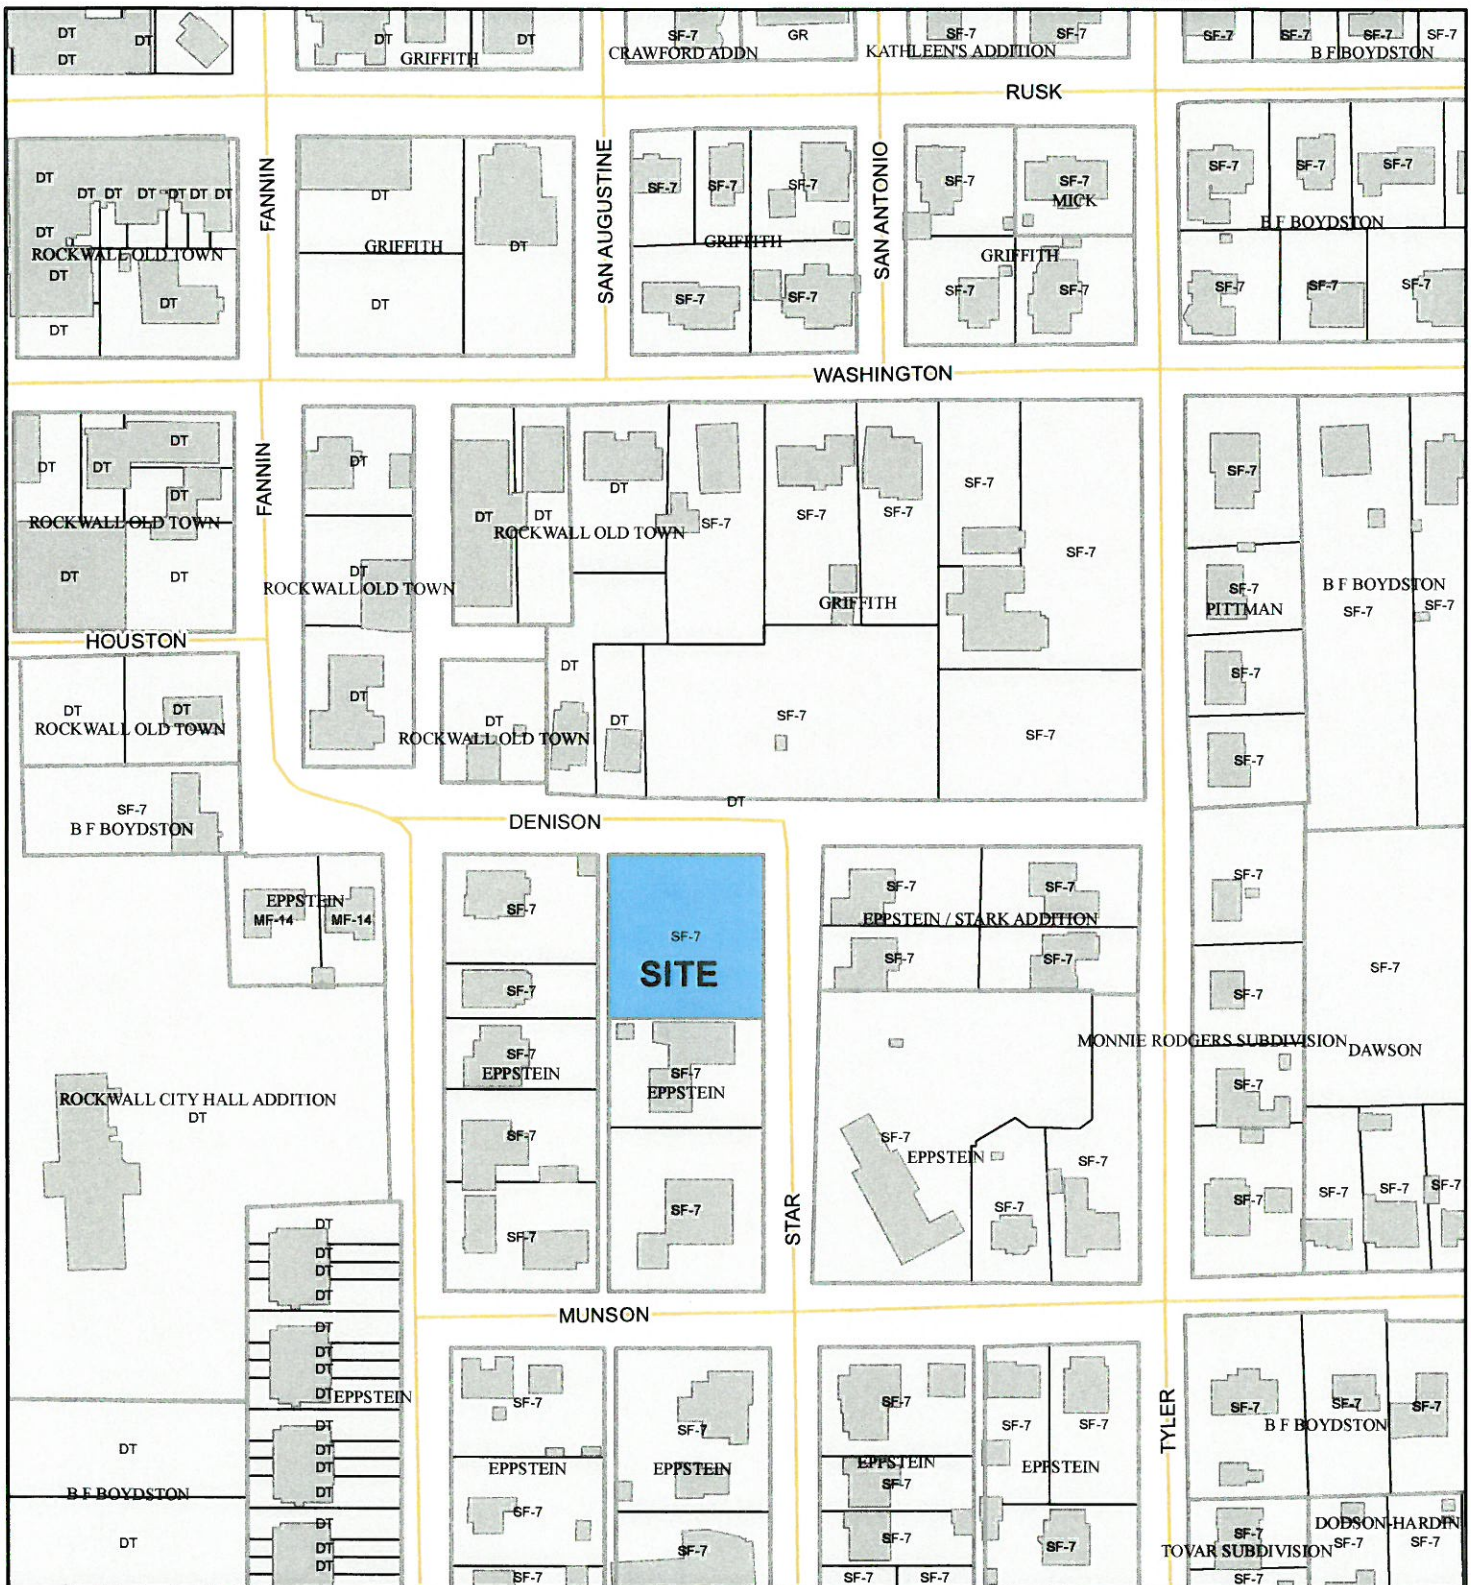 DT
DT
DT
DT
GRIFFITH
DT
SF-7
CRAWFORD ADDN
GR
SF-7
KATHLEEN'S ADDITION
SF-7
SF-7
SF-7
SF-7
SF-7
B F BOYDSTON
RUSK
FANNIN
SAN AUGUSTINE
SAN ANTONIO
DT
DT DT DT DT DT DT
DT
ROCKWALL OLD TOWN
DT
DT
DT
DT
GRIFFITH
DT
DT
SF-7
SF-7
SF-7
GRIFFITH
SF-7
SF-7
SF-7
SF-7
MICK
GRIFFITH
SF-7
SF-7
SF-7
SF-7
SF-7
B F BOYDSTON
SF-7
SF-7
SF-7
WASHINGTON
FANNIN
DT
DT
DT
DT
ROCKWALL OLD TOWN
DT
DT
DT
DT
ROCKWALL OLD TOWN
DT
DT
DT
DT
ROCKWALL OLD TOWN
SF-7
SF-7
SF-7
SF-7
SF-7
GRIFFITH
SF-7
SF-7
PITTMAN
SF-7
SF-7
B F BOYDSTON
SF-7
SF-7
HOUSTON
DT
DT
ROCKWALL OLD TOWN
DT
ROCKWALL OLD TOWN
DT
DT
SF-7
SF-7
SF-7
SF-7
B F BOYDSTON
DT
DENISON
EPPSTEIN
MF-14
MF-14
SF-7
SF-7
SF-7
EPPSTEIN
SF-7
SF-7
SF-7
SITE
SF-7
EPPSTEIN
SF-7
SF-7
SF-7
EPPSTEIN / STARK ADDITION
SF-7
SF-7
SF-7
SF-7
SF-7
MONNIE RODGERS SUBDIVISION
DAWSON
SF-7
ROCKWALL CITY HALL ADDITION
DT
SF-7
EPPSTEIN
SF-7
SF-7
SF-7
SF-7
SF-7
SF-7
STAR
DT
DT
DT
DT
MUNSON
DT
DT
DT
DT
EPPSTEIN
DT
DT
DT
DT
DT
DT
DT
DT
B F BOYDSTON
DT
SF-7
EPPSTEIN
SF-7
SF-7
SF-7
EPPSTEIN
SF-7
SF-7
EPPSTEIN
SF-7
SF-7
SF-7
SF-7
SF-7
SF-7
EPPSTEIN
SF-7
TYLER
SF-7
SF-7
SF-7
B F BOYDSTON
DODSON-HARDIN
SF-7
TOVAR SUBDIVISION
SF-7
SF-7
SF-7